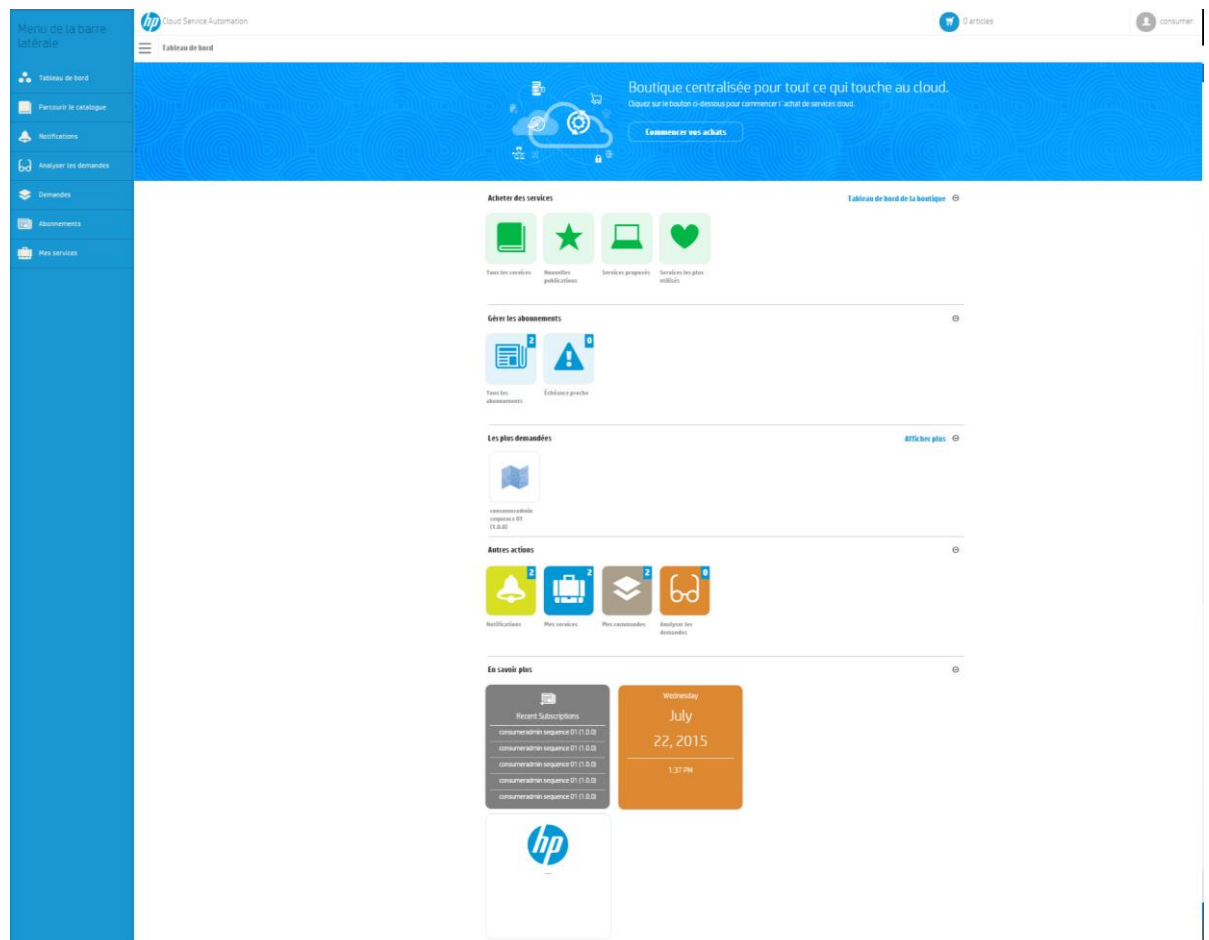 Menu de la barre
latérale
Tableau de bord
Parcourir le catalogue
Notifications
Analyser les demandes
Demandes
Abonnements
Mes services
hp Cloud Service Automation
0 articles
consumer
Tableau de bord
Boutique centralisée pour tout ce qui touche au cloud.
Cliquez sur le bouton ci-dessous pour commencer l'achat de services cloud.
Commencer vos achats
Acheter des services
Tableau de bord de la boutique
Tous les services
Nouvelles
publications
Services proposés
Services les plus
utilisés
Gérer les abonnements
2
0
Tous les
abonnements
Échéance proche
Les plus demandées
Afficher plus
consumeradmin
sequence 01
(1.0.0)
Autres actions
2
2
2
0
Notifications
Mes services
Mes commandes
Analyser les
demandes
En savoir plus
Recent Subscriptions
consumeradmin sequence 01 (1.0.0)
consumeradmin sequence 01 (1.0.0)
consumeradmin sequence 01 (1.0.0)
consumeradmin sequence 01 (1.0.0)
consumeradmin sequence 01 (1.0.0)
Wednesday
July
22, 2015
1:37 PM
hp